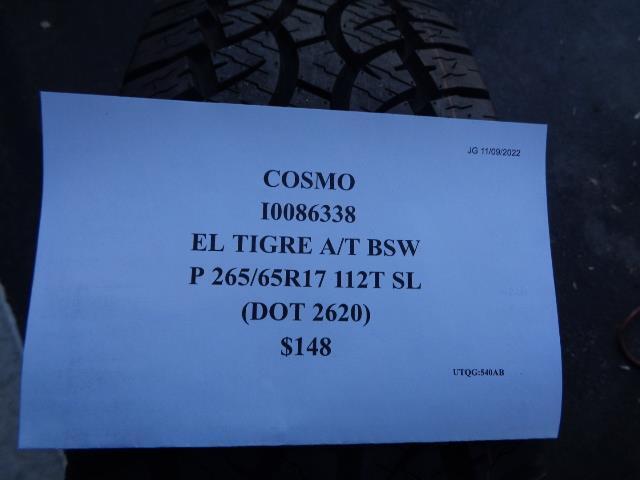 JG 11/09/2022
COSMO
I0086338
EL TIGRE A/T BSW
P 265/65R17 112T SL
(DOT 2620)
$148
UTQG:540AB